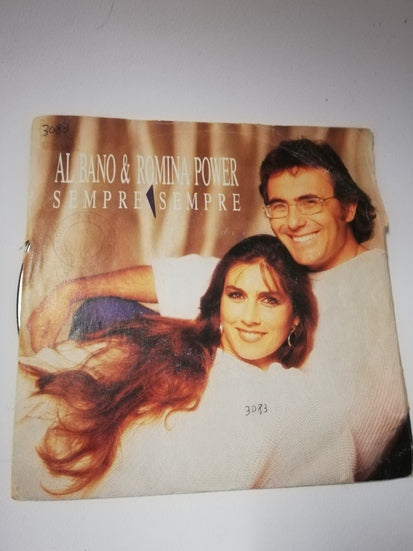 3083
AL BANO & ROMINA POWER
SEMPRE SEMPRE
3083